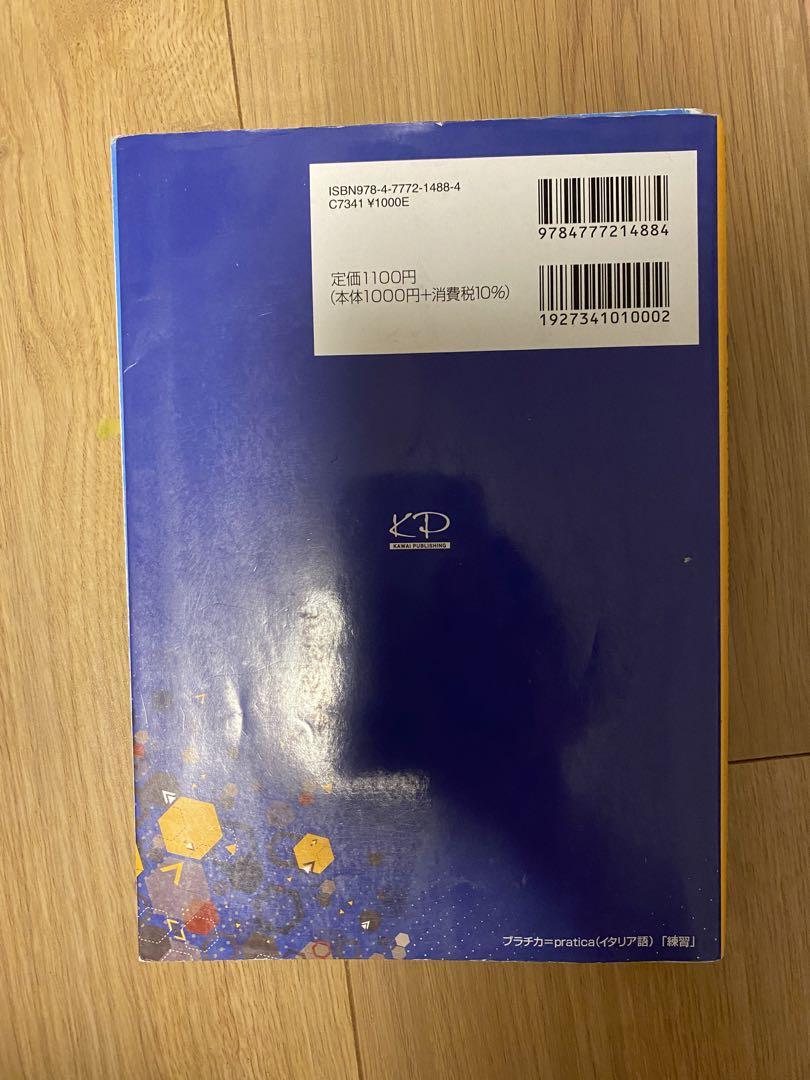 ISBN978-4-7772-1488-4
C7341 ¥1000E
9784777214884
定価1100円
(本体1000円+消費税10%)
1927341010002
KP
KAWAI PUBLISHING
プラチカ=pratica(イタリア語)「練習」